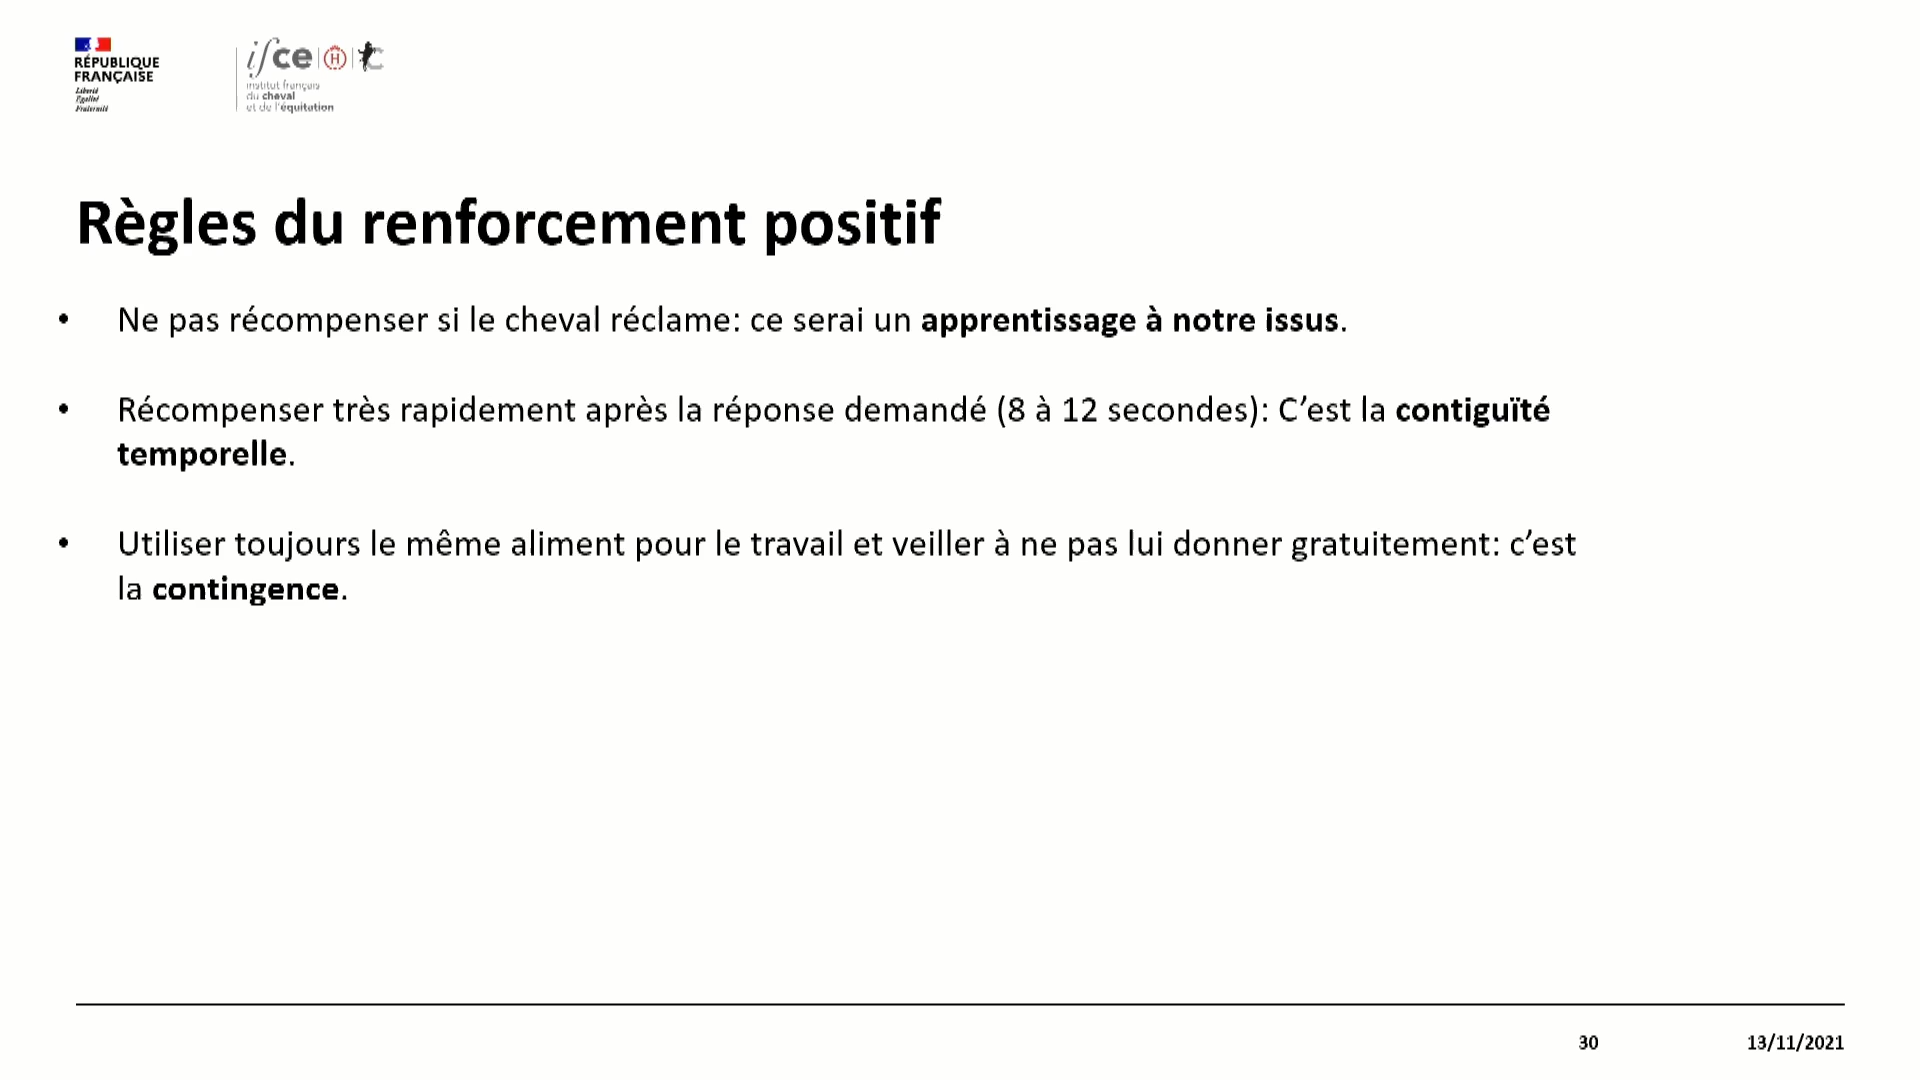 RÉPUBLIQUE
FRANÇAISE
Liberté
Égalité
Fraternité
ifce
institut français
du cheval
et de l'équitation
Règles du renforcement positif
• Ne pas récompenser si le cheval réclame: ce serai un apprentissage à notre issus.
• Récompenser très rapidement après la réponse demandé (8 à 12 secondes): C’est la contiguïté
temporelle.
• Utiliser toujours le même aliment pour le travail et veiller à ne pas lui donner gratuitement: c’est
la contingence.
30
13/11/2021